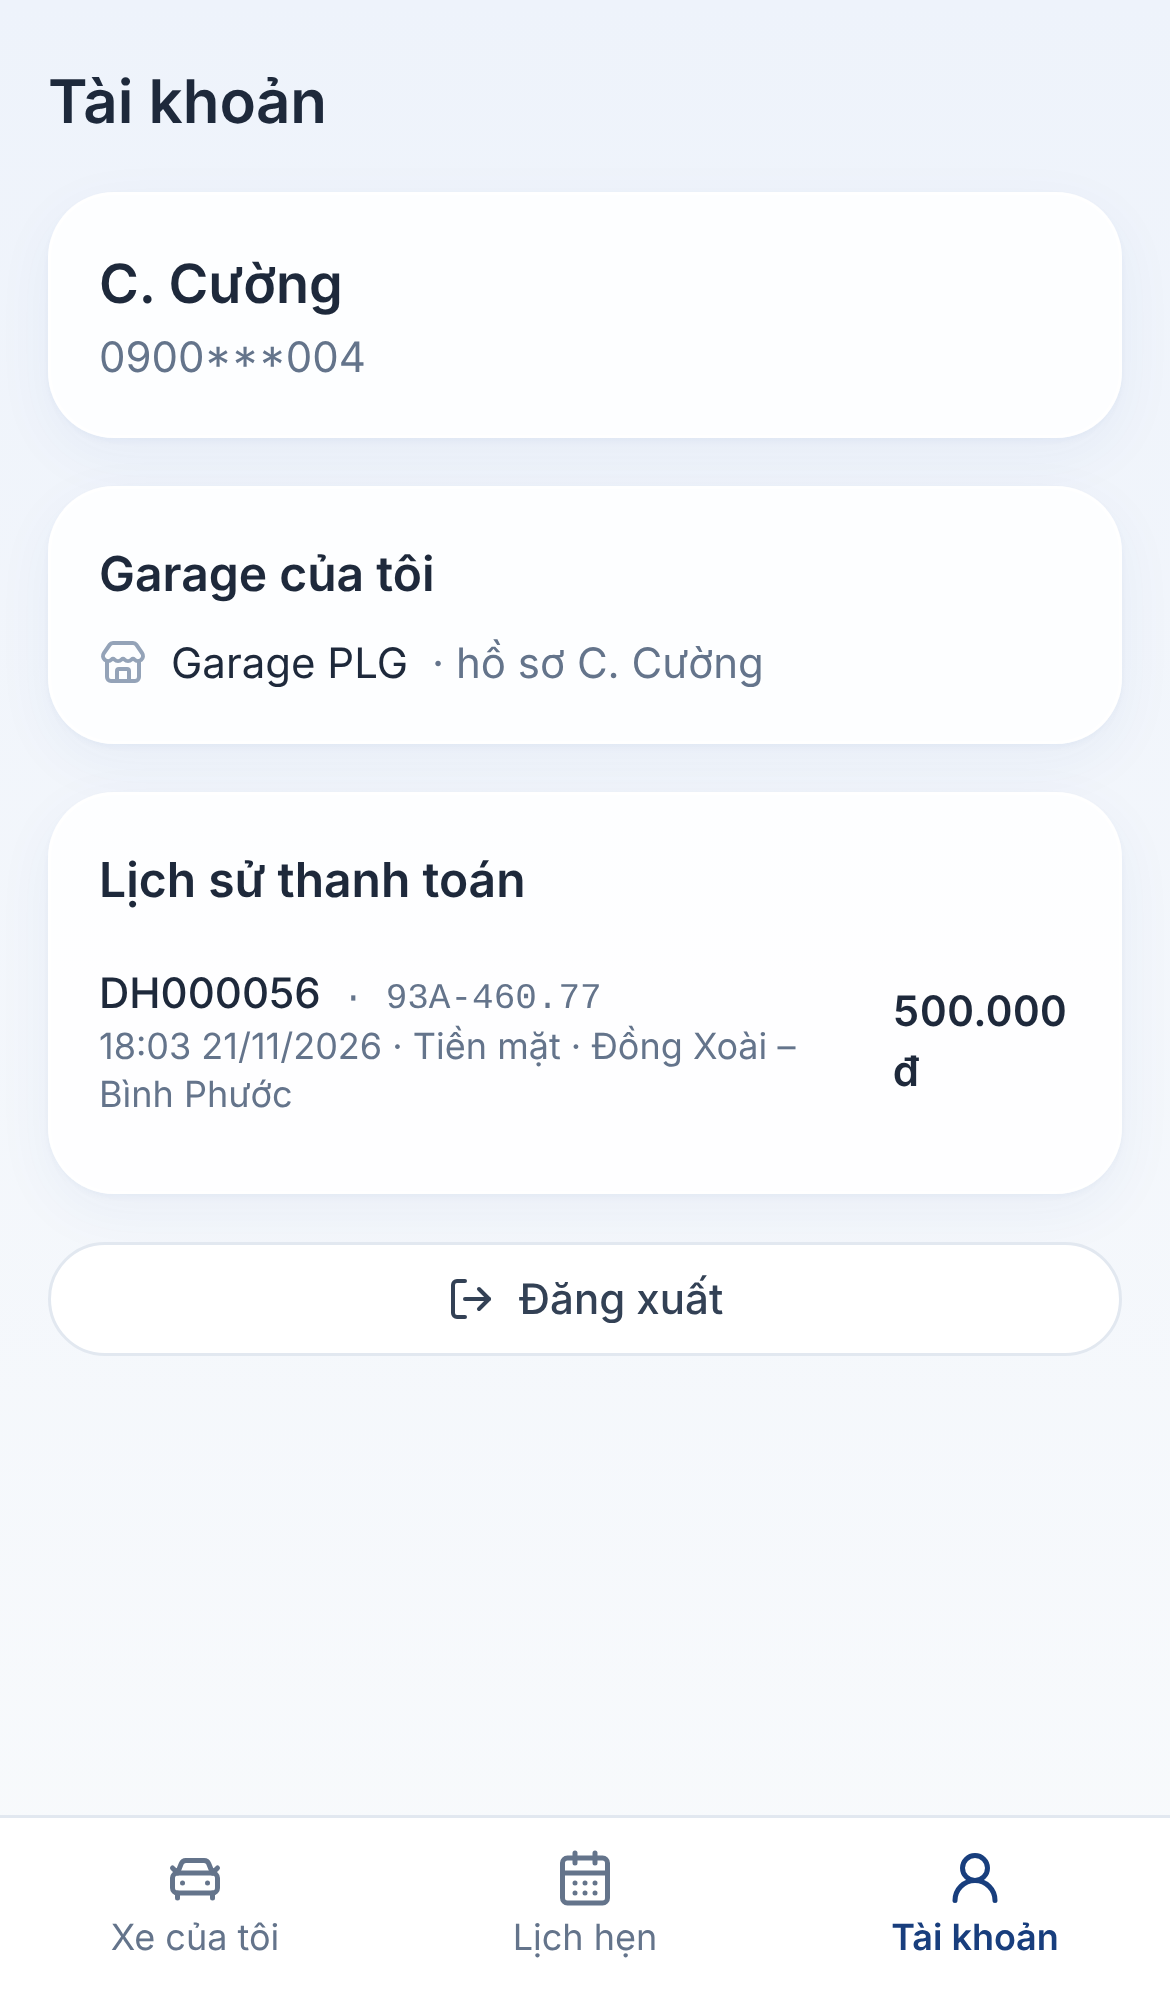 Tài khoản
C. Cường
0900***004
Garage của tôi
Garage PLG · hồ sơ C. Cường
Lịch sử thanh toán
DH000056 · 93A-460.77
18:03 21/11/2026 · Tiền mặt · Đồng Xoài –
Bình Phước
500.000
đ
Đăng xuất
Xe của tôi
Lịch hẹn
Tài khoản